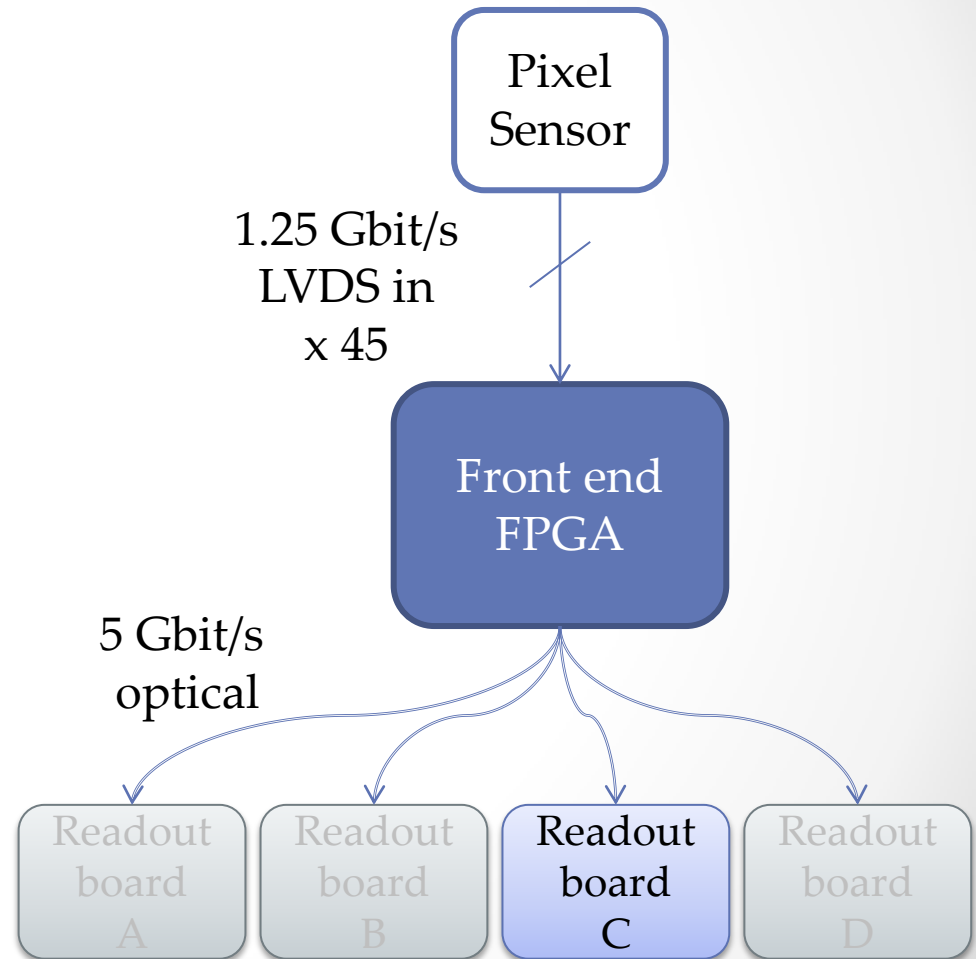 Pixel
Sensor
1.25 Gbit/s
LVDS in
x 45
Front end
FPGA
5 Gbit/s
optical
Readout
board
A
Readout
board
B
Readout
board
C
Readout
board
D